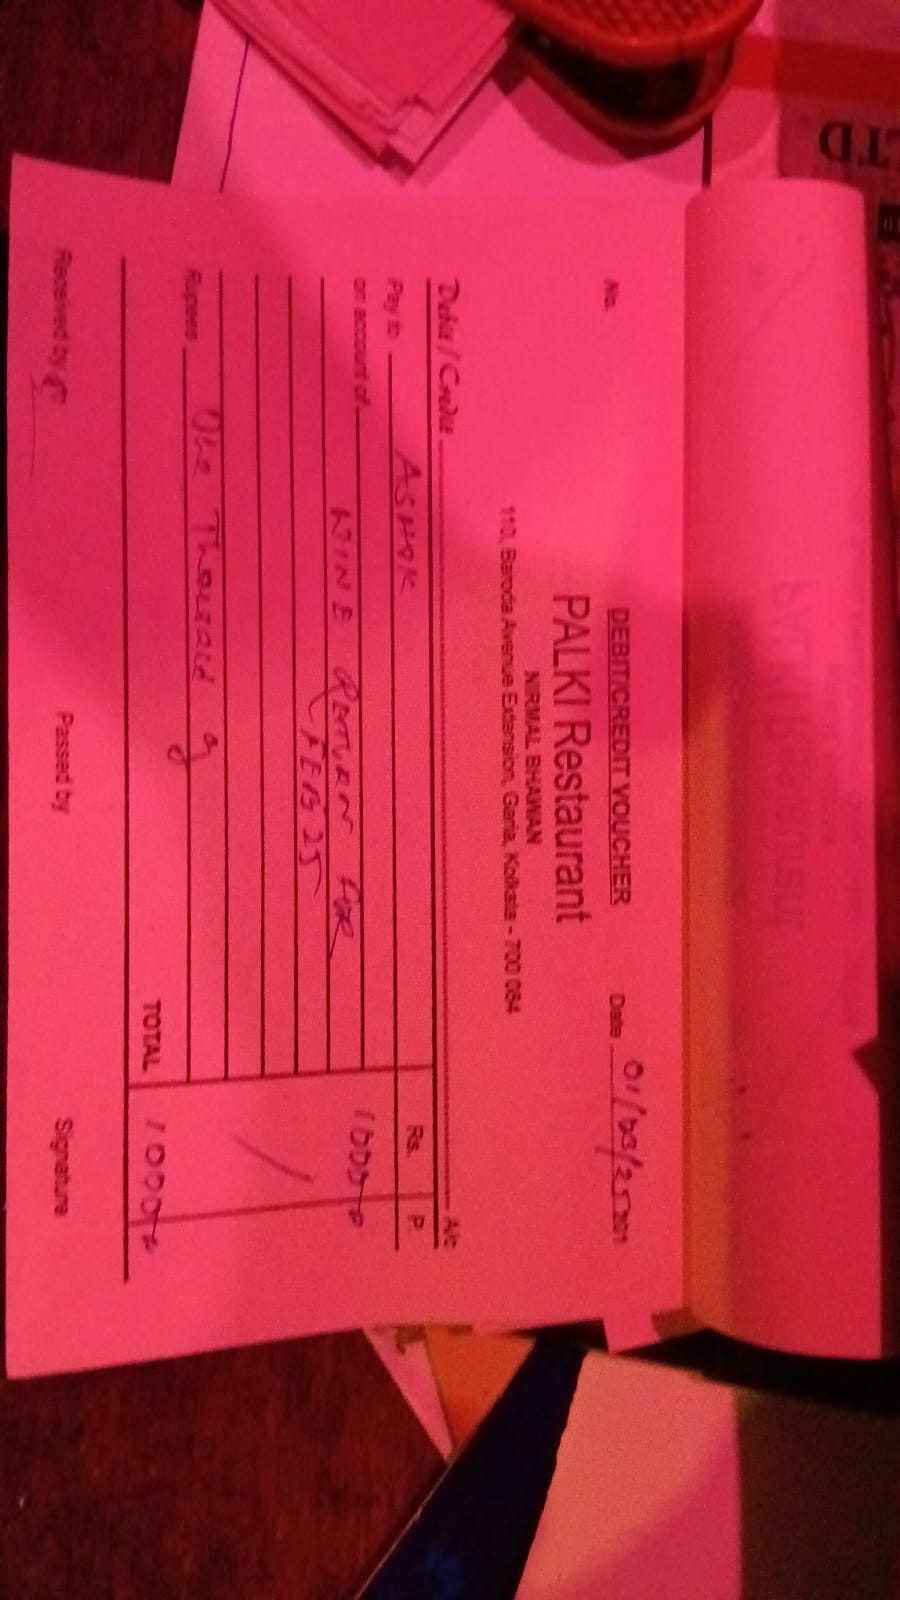 LTD
DEBIT/CREDIT VOUCHER
No.
Date 01/03/25 201
PALKI Restaurant
NIRMAL BHAWAN
110, Baroda Avenue Extension, Garia, Kolkata - 700 084
Debit / Credit A/c
Pay to ASHOK Rs. P.
on account of WINE RETURN FOR 1000
FEB 25
Rupees One Thousand
TOTAL 1000
Received by Passed by Signature